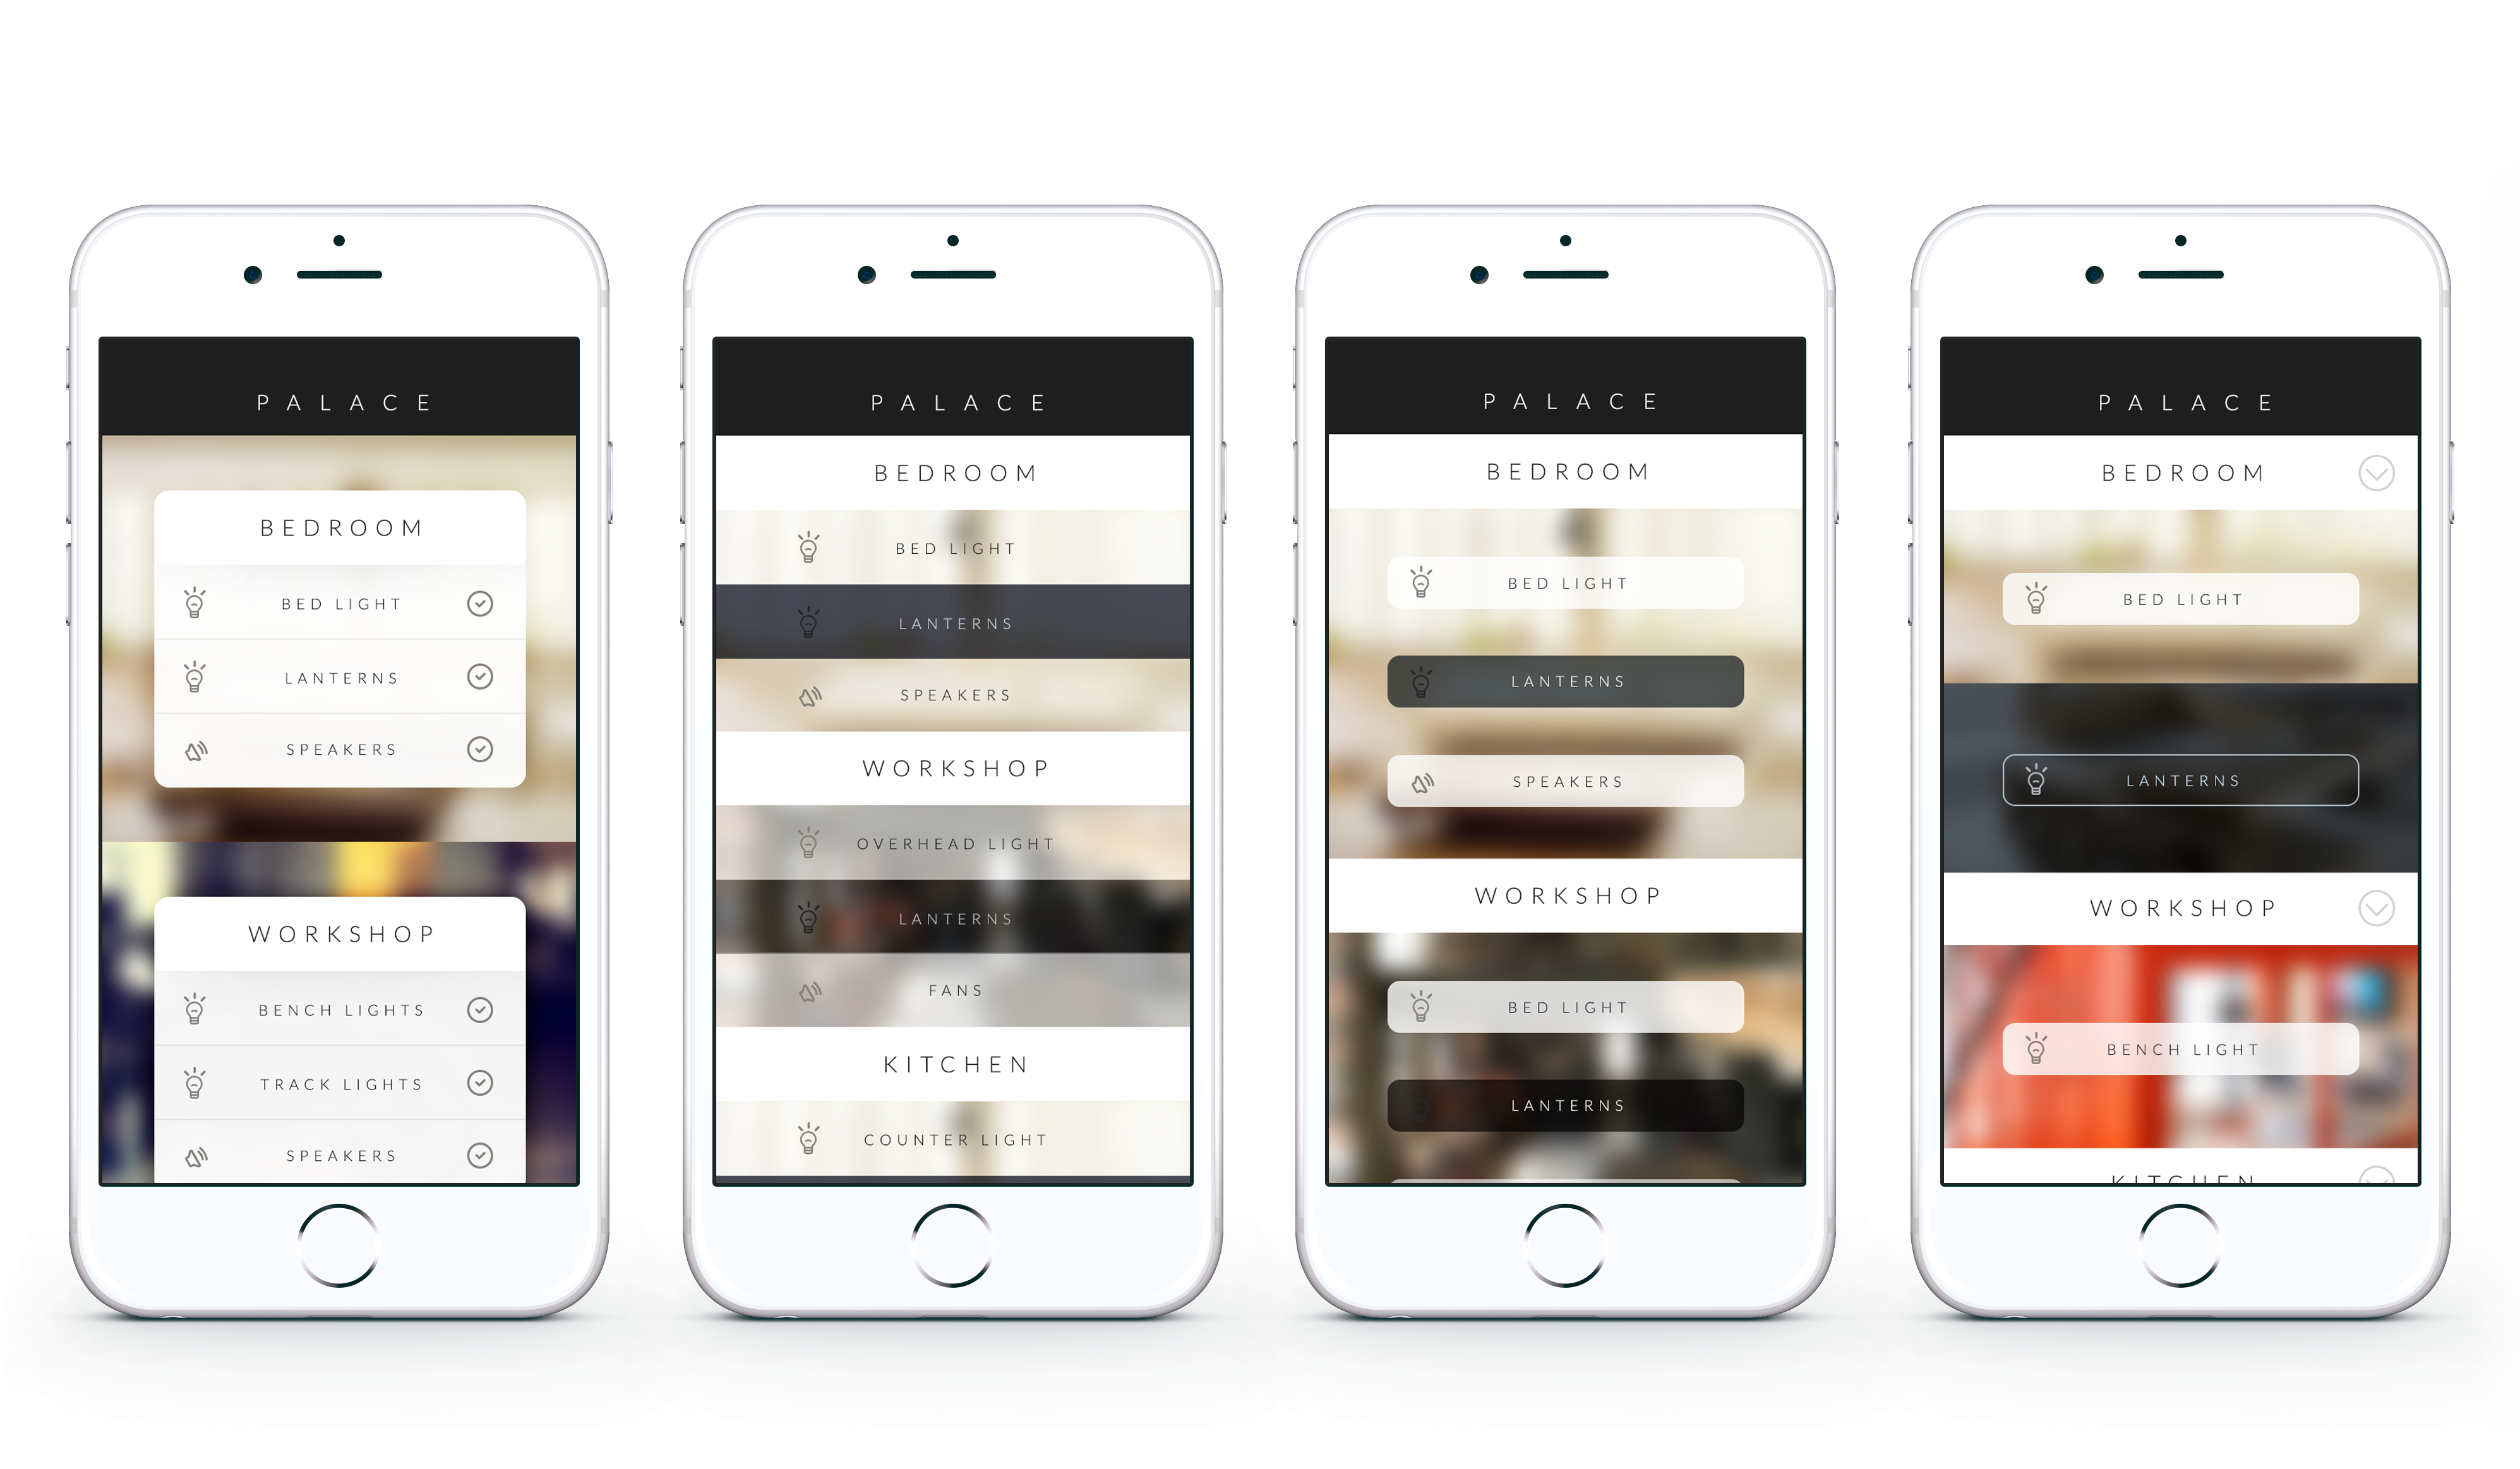 PALACE
BEDROOM
BED LIGHT
LANTERNS
SPEAKERS
WORKSHOP
BENCH LIGHTS
TRACK LIGHTS
SPEAKERS
PALACE
BEDROOM
BED LIGHT
LANTERNS
SPEAKERS
WORKSHOP
OVERHEAD LIGHT
LANTERNS
FANS
KITCHEN
COUNTER LIGHT
PALACE
BEDROOM
BED LIGHT
LANTERNS
SPEAKERS
WORKSHOP
BED LIGHT
LANTERNS
PALACE
BEDROOM
BED LIGHT
LANTERNS
WORKSHOP
BENCH LIGHT
KITCHEN